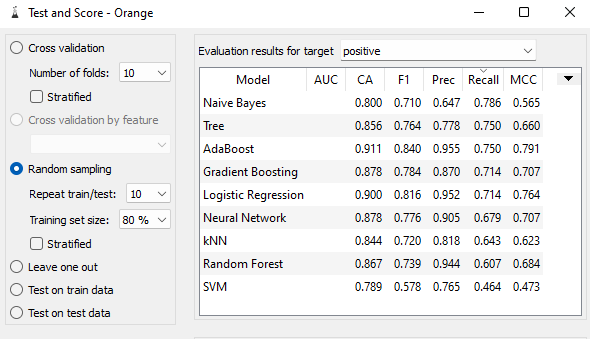 Test and Score - Orange
Cross validation
Number of folds: 10
Stratified
Cross validation by feature
Random sampling
Repeat train/test: 10
Training set size: 80 %
Stratified
Leave one out
Test on train data
Test on test data
Evaluation results for target positive
Model AUC CA F1 Prec Recall MCC
Naive Bayes 0.800 0.710 0.647 0.786 0.565
Tree 0.856 0.764 0.778 0.750 0.660
AdaBoost 0.911 0.840 0.955 0.750 0.791
Gradient Boosting 0.878 0.784 0.870 0.714 0.707
Logistic Regression 0.900 0.816 0.952 0.714 0.764
Neural Network 0.878 0.776 0.905 0.679 0.707
kNN 0.844 0.720 0.818 0.643 0.623
Random Forest 0.867 0.739 0.944 0.607 0.684
SVM 0.789 0.578 0.765 0.464 0.473